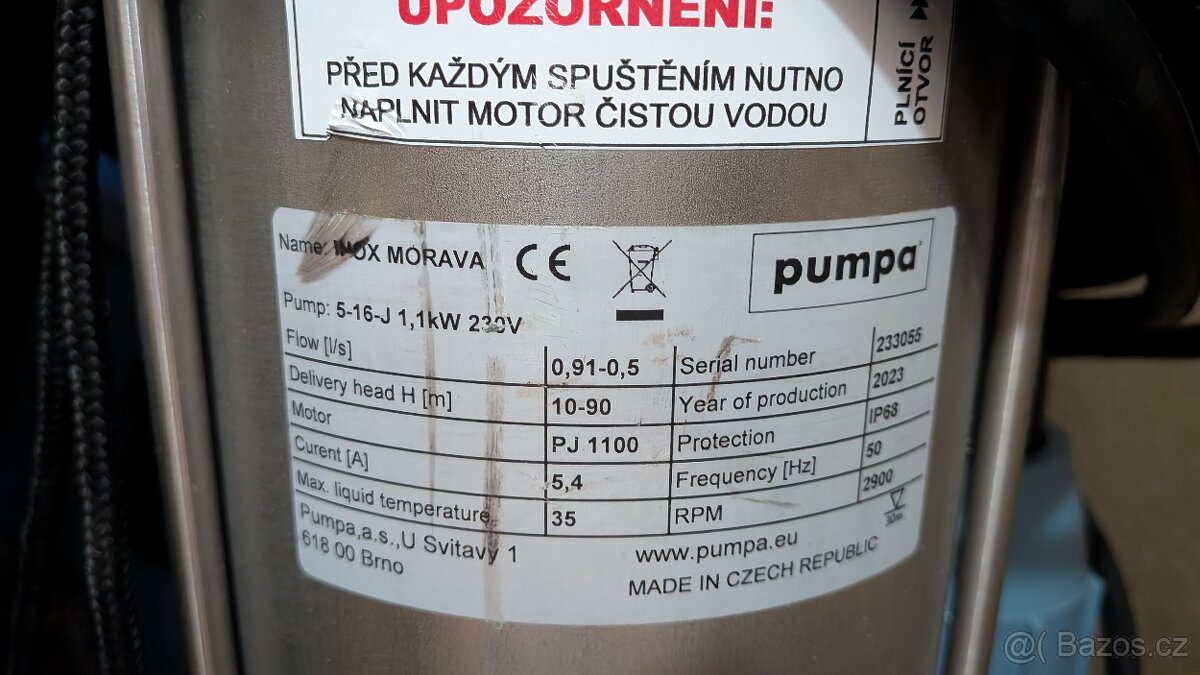 UPOZORNĚNÍ:
PŘED KAŽDÝM SPUŠTĚNÍM NUTNO
NAPLNIT MOTOR ČISTOU VODOU
PLNÍCÍ
OTVOR
Name: INOX MORAVA CE
pumpa
Pump: 5-16-J 1,1kW 230V
Flow [l/s] 0,91-0,5 Serial number 233055
Delivery head H [m] 10-90 Year of production 2023
Motor PJ 1100 Protection IP68
Curent [A] 5,4 Frequency [Hz] 50
Max. liquid temperature 35 RPM 2900
30m
Pumpa,a.s.,U Svitavy 1
618 00 Brno
www.pumpa.eu
MADE IN CZECH REPUBLIC
@( Bazos.cz